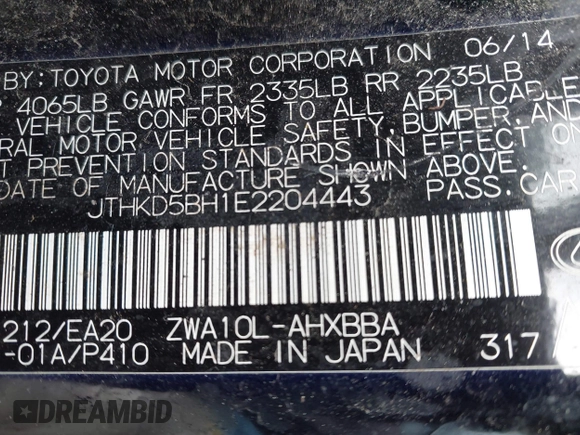 BY: TOYOTA MOTOR CORPORATION 06/14
4065LB GAWR FR 2335LB RR 2235LB
VEHICLE CONFORMS TO ALL APPLICABLE
MOTOR VEHICLE SAFETY, BUMPER, AND
PREVENTION STANDARDS IN EFFECT
DATE OF MANUFACTURE SHOWN ABOVE.
JTHKD5BH1E2204443 PASS. CAR
212/EA20 ZWA10L-AHXBBA
-01A/P410 MADE IN JAPAN 317
DREAMBID